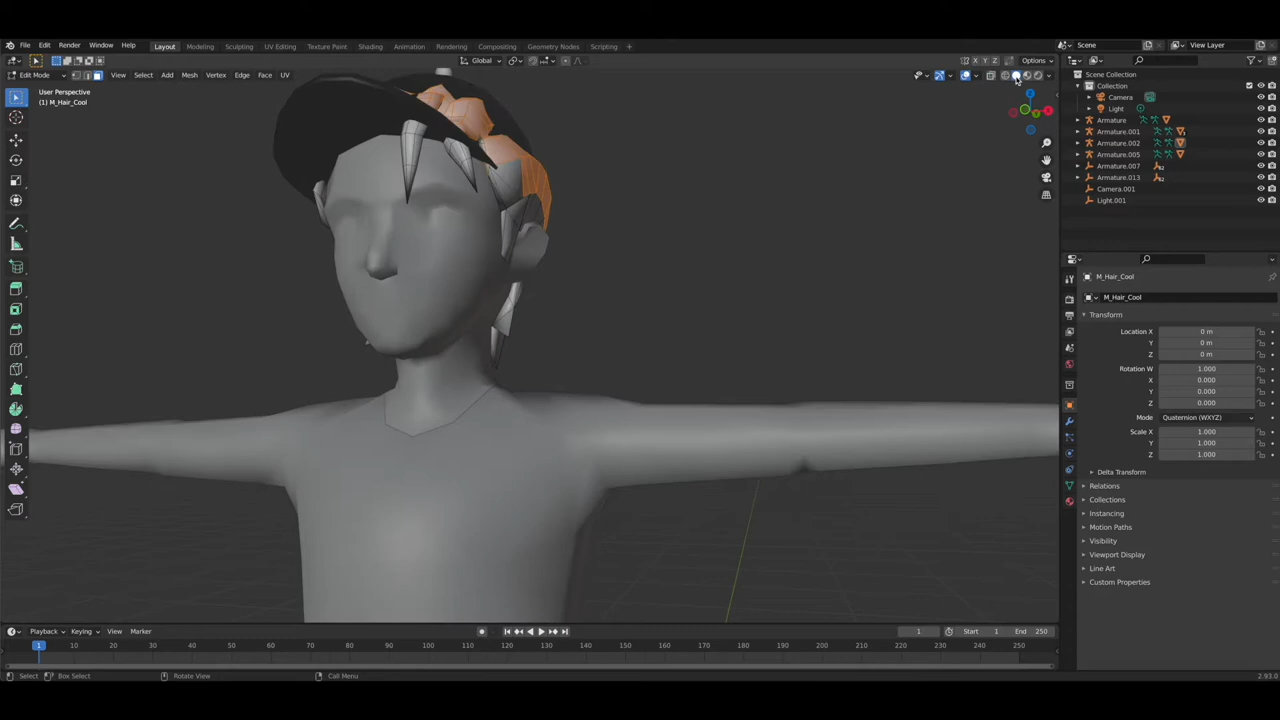 File Edit Render Window Help Layout Modeling Sculpting UV Editing Texture Paint Shading Animation Rendering Compositing Geometry Nodes Scripting + Scene View Layer
Global Options
Edit Mode View Select Add Mesh Vertex Edge Face UV
User Perspective
(1) M_Hair_Cool
Scene Collection
Collection
Camera
Light
Armature
Armature.001
Armature.002
Armature.005
Armature.007
Armature.013
Camera.001
Light.001
M_Hair_Cool
M_Hair_Cool
Transform
Location X 0 m
Y 0 m
Z 0 m
Rotation W 1.000
X 0.000
Y 0.000
Z 0.000
Mode Quaternion (WXYZ)
Scale X 1.000
Y 1.000
Z 1.000
Delta Transform
Relations
Collections
Instancing
Motion Paths
Visibility
Viewport Display
Line Art
Custom Properties
Playback Keying View Marker 1 Start 1 End 250
1 10 20 30 40 50 60 70 80 90 100 110 120 130 140 150 160 170 180 190 200 210 220 230 240 250
Select Box Select Rotate View Call Menu 2.93.0